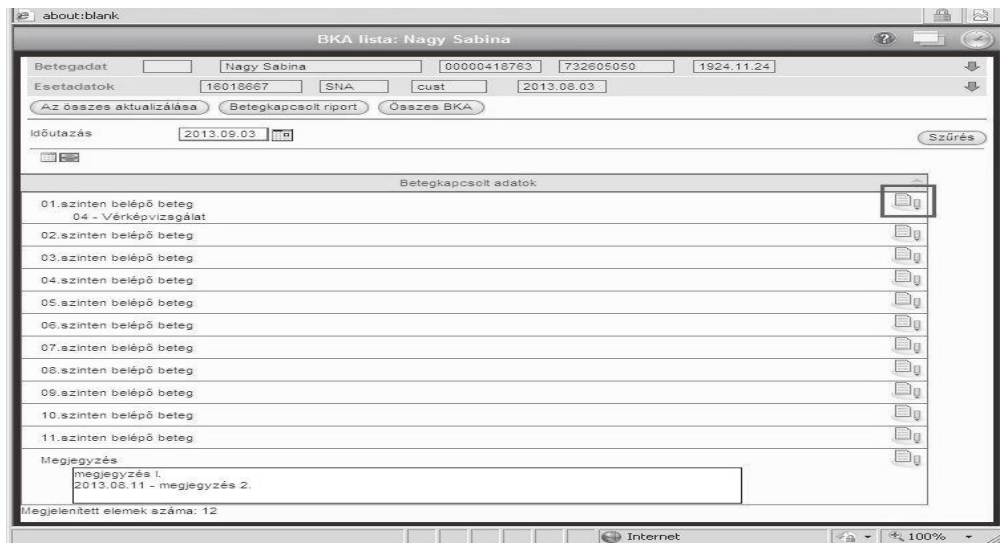 about:blank
BKA lista: Nagy Sabina
Betegadat Nagy Sabina 00000418763 732605050 1924.11.24
Esetadatok 16018667 SNA cust 2013.08.03
Az összes aktualizálása Betegkapcsolt riport Összes BKA
Időutazás 2013.09.03
Szűrés
Betegkapcsolt adatok
01.szinten belépő beteg
04 - Vérképvizsgálat
02.szinten belépő beteg
03.szinten belépő beteg
04.szinten belépő beteg
05.szinten belépő beteg
06.szinten belépő beteg
07.szinten belépő beteg
08.szinten belépő beteg
09.szinten belépő beteg
10.szinten belépő beteg
11.szinten belépő beteg
Megjegyzés
megjegyzés I.
2013.08.11 - megjegyzés 2.
Megjelenített elemek száma: 12
Internet 100%